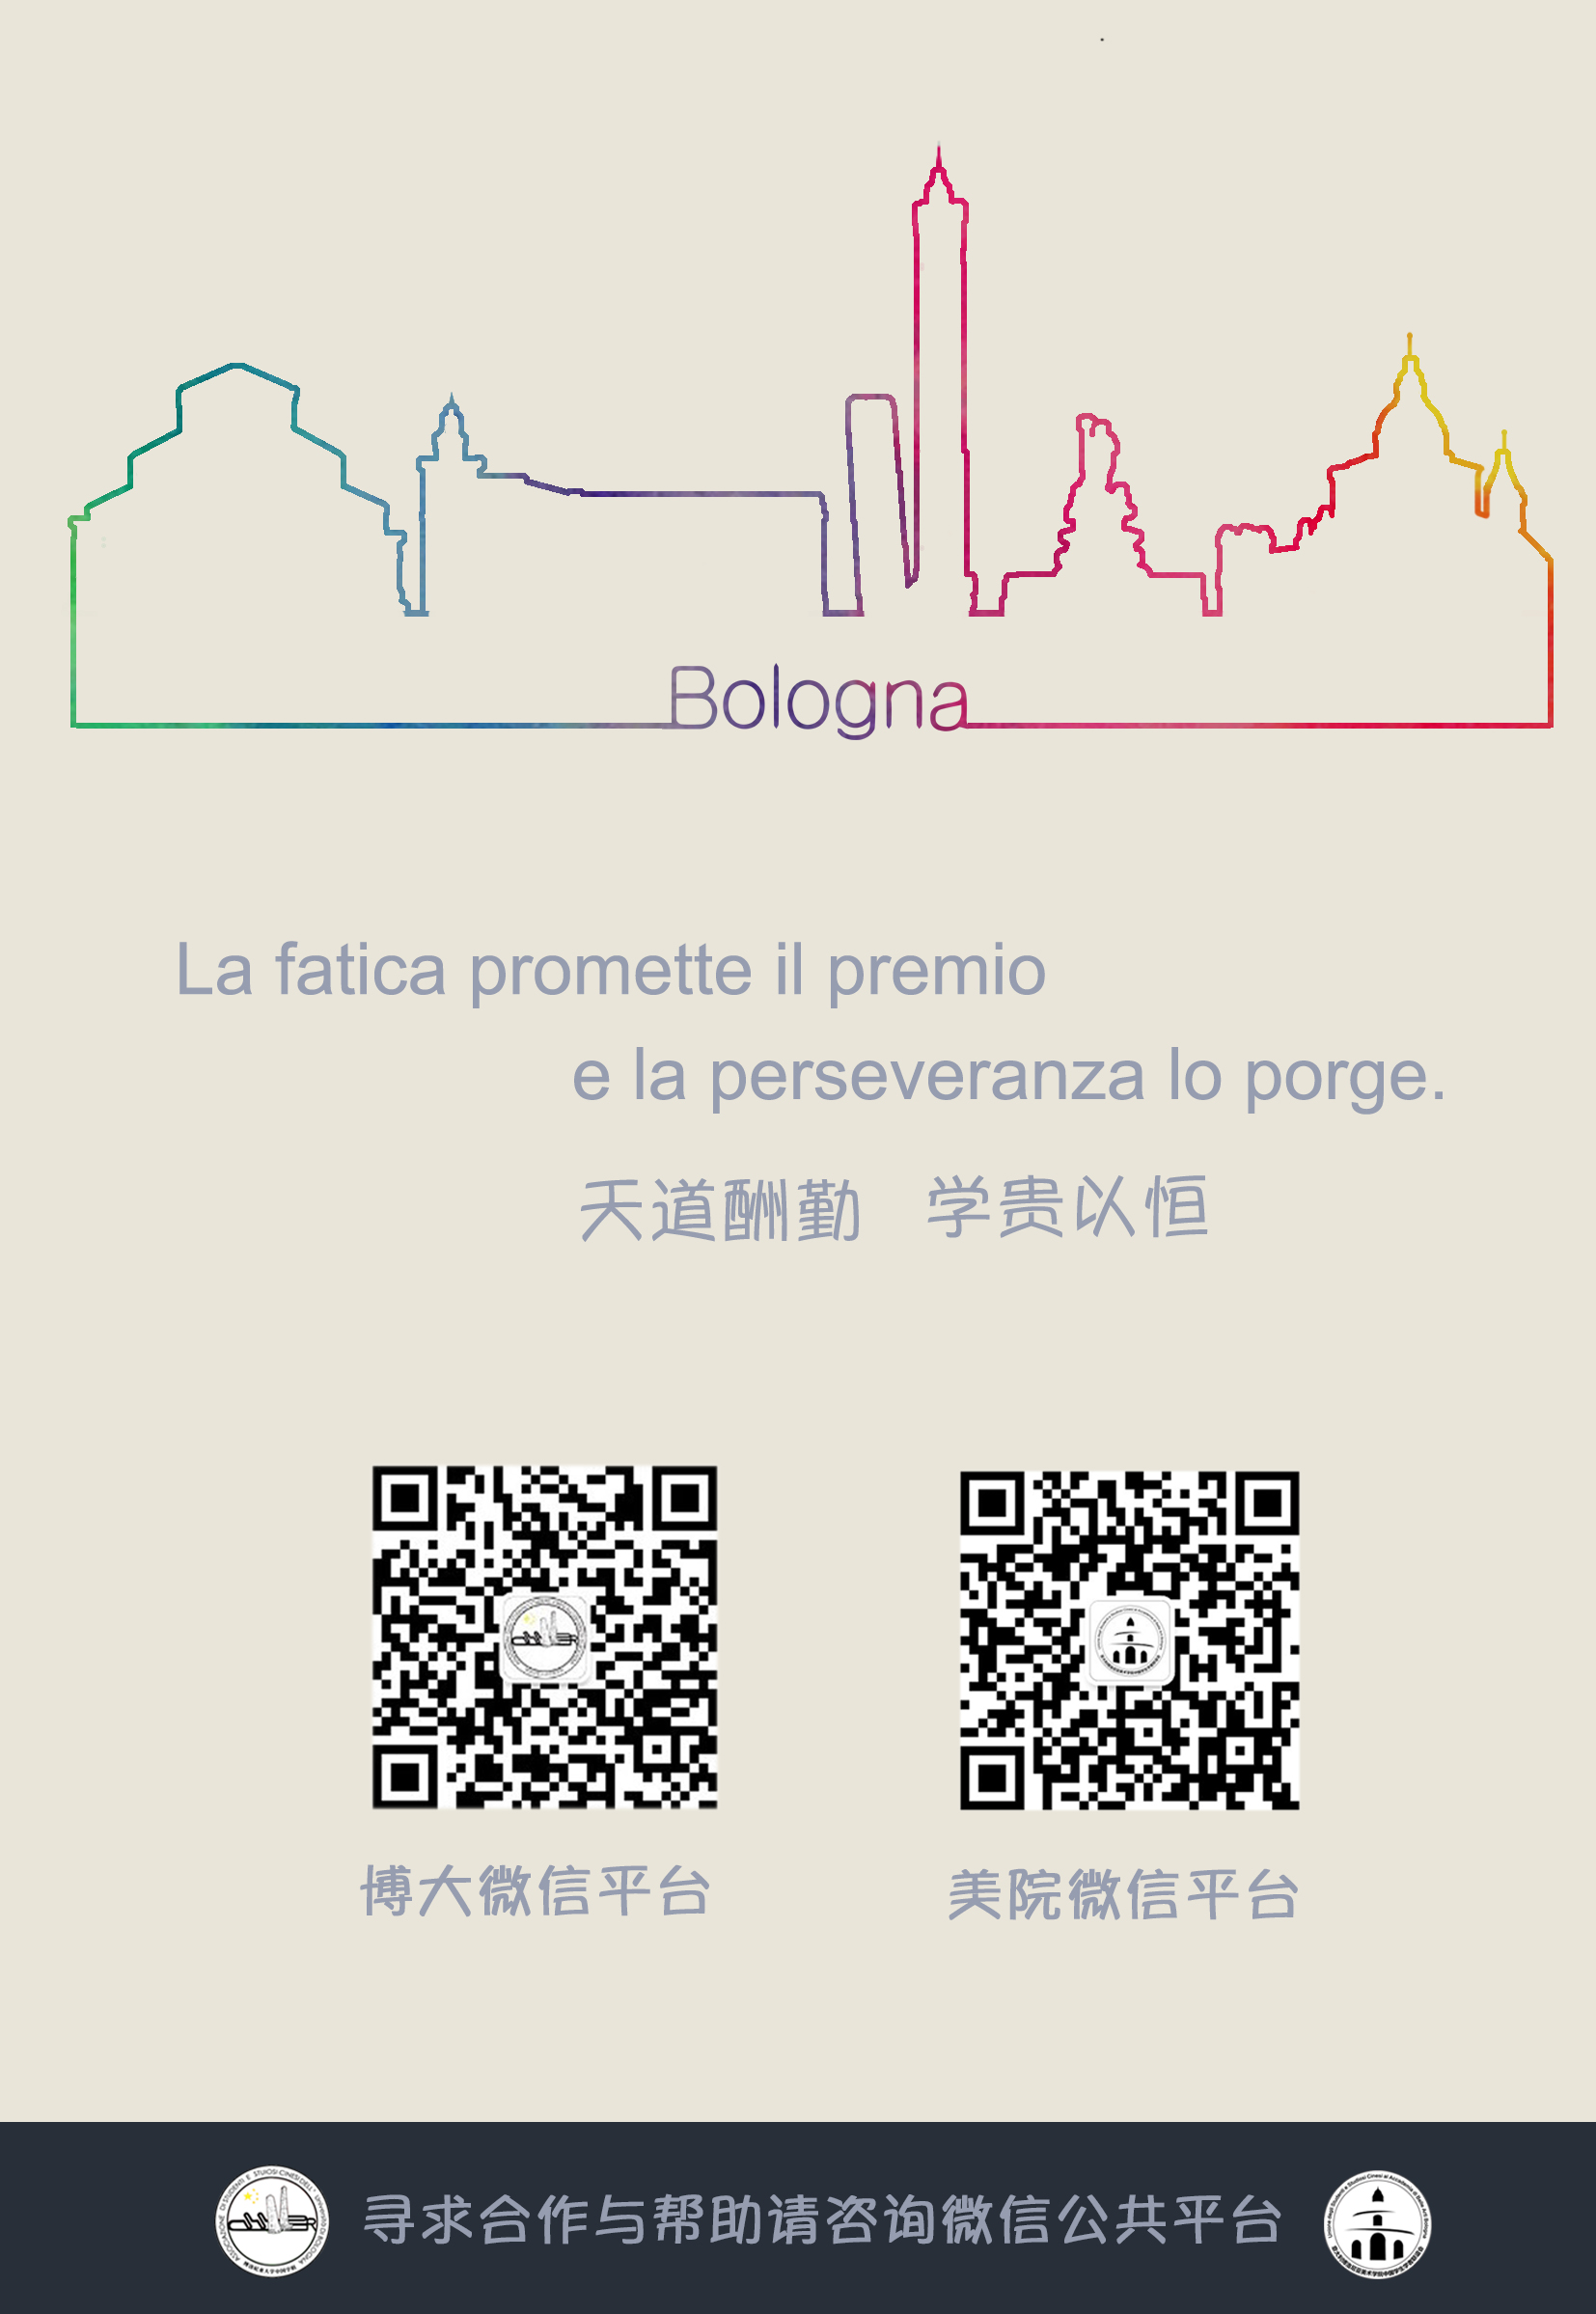 Bologna
La fatica promette il premio
e la perseveranza lo porge.
天道酬勤 学贵以恒
博大微信平台
美院微信平台
寻求合作与帮助请咨询微信公共平台